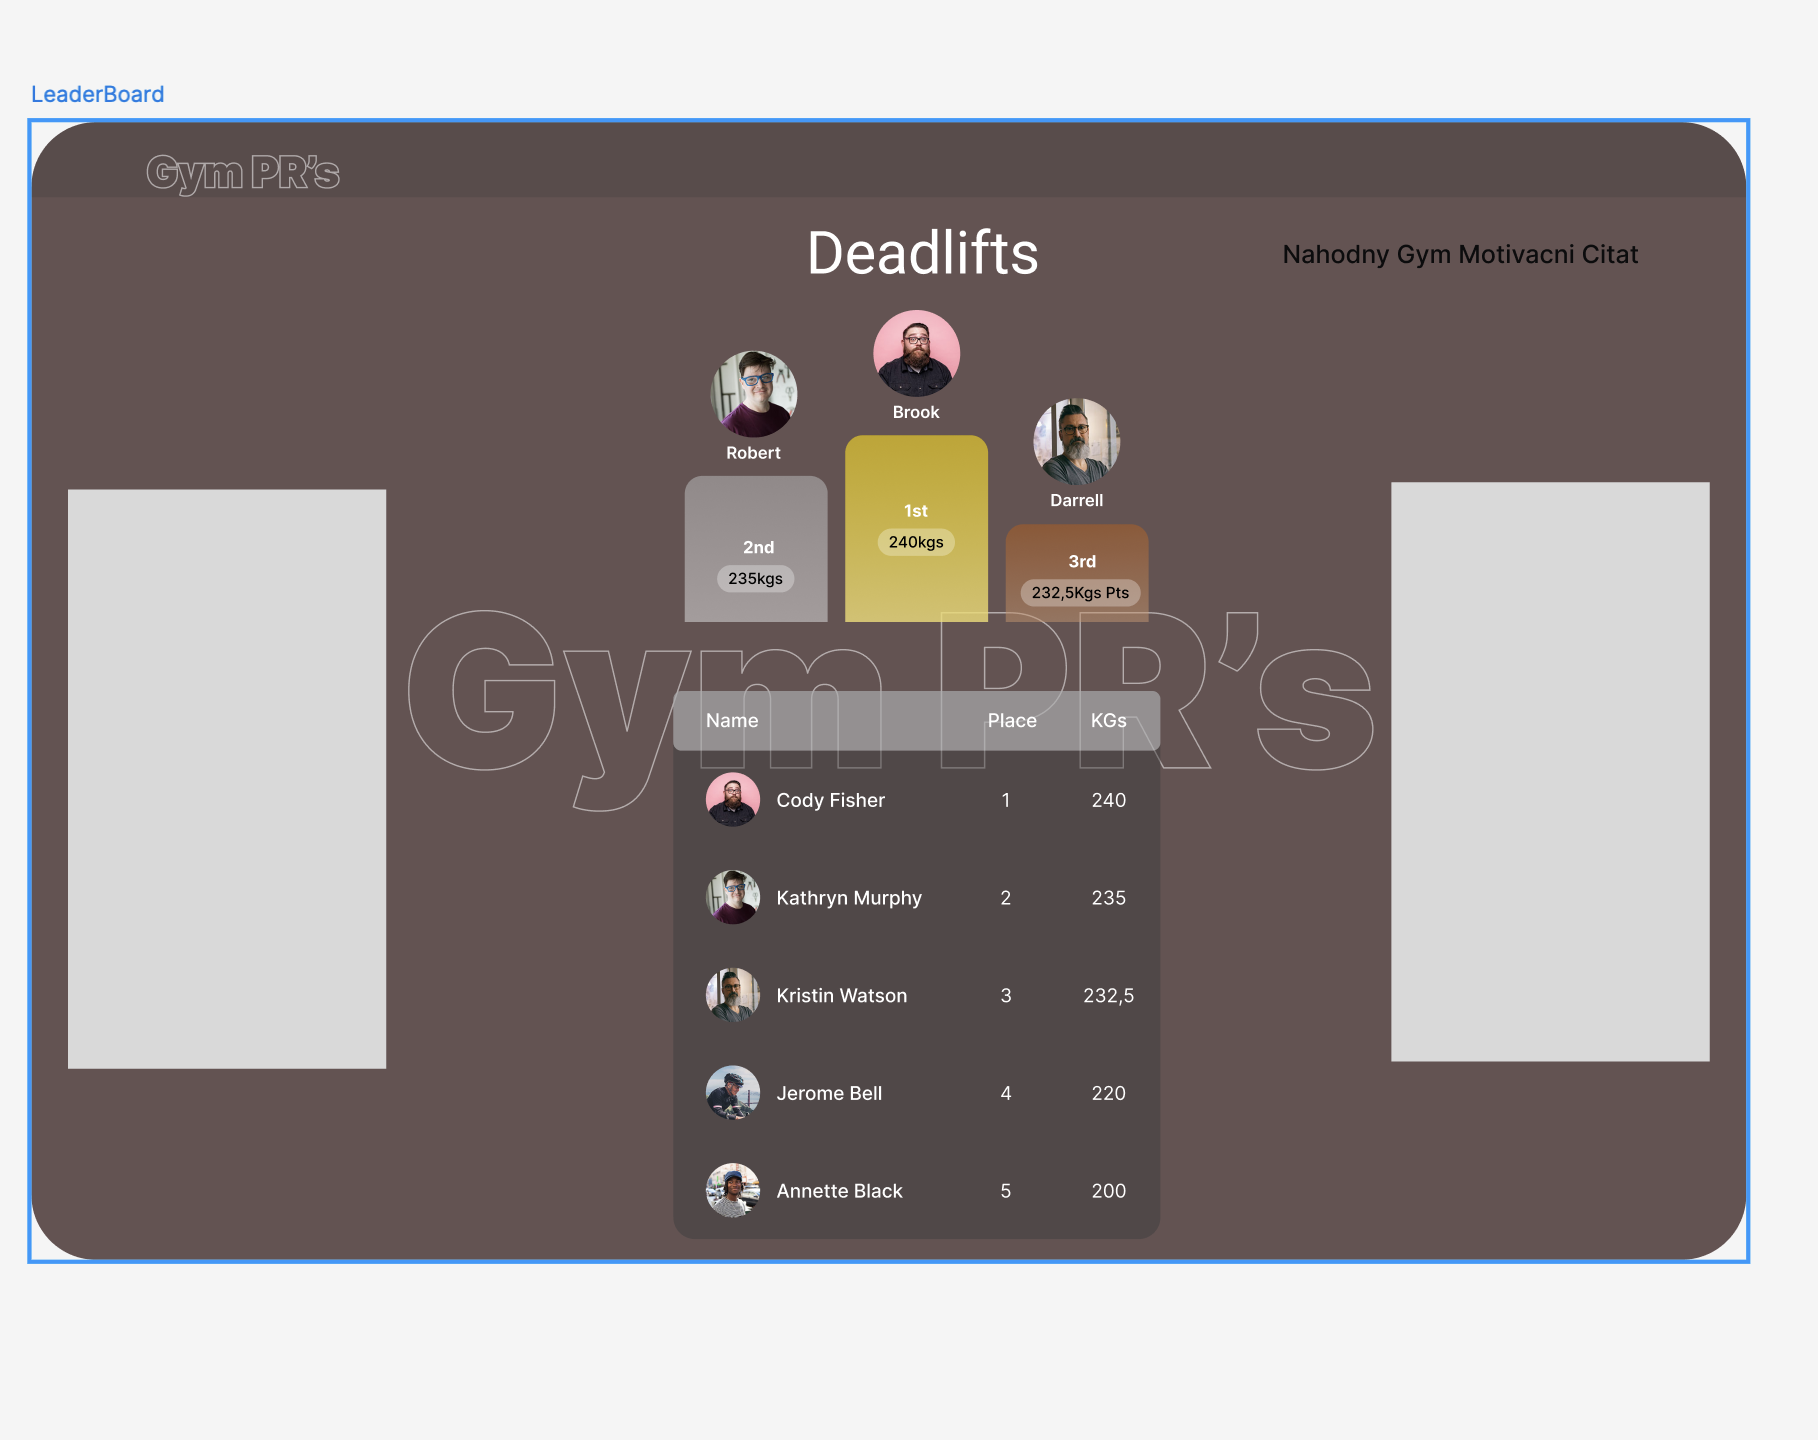 LeaderBoard
Gym PR's
Deadlifts
Nahodny Gym Motivacni Citat
Brook
Robert
Darrell
1st
240kgs
2nd
235kgs
3rd
232,5Kgs Pts
Gym PR's
Name Place KGs
Cody Fisher 1 240
Kathryn Murphy 2 235
Kristin Watson 3 232,5
Jerome Bell 4 220
Annette Black 5 200